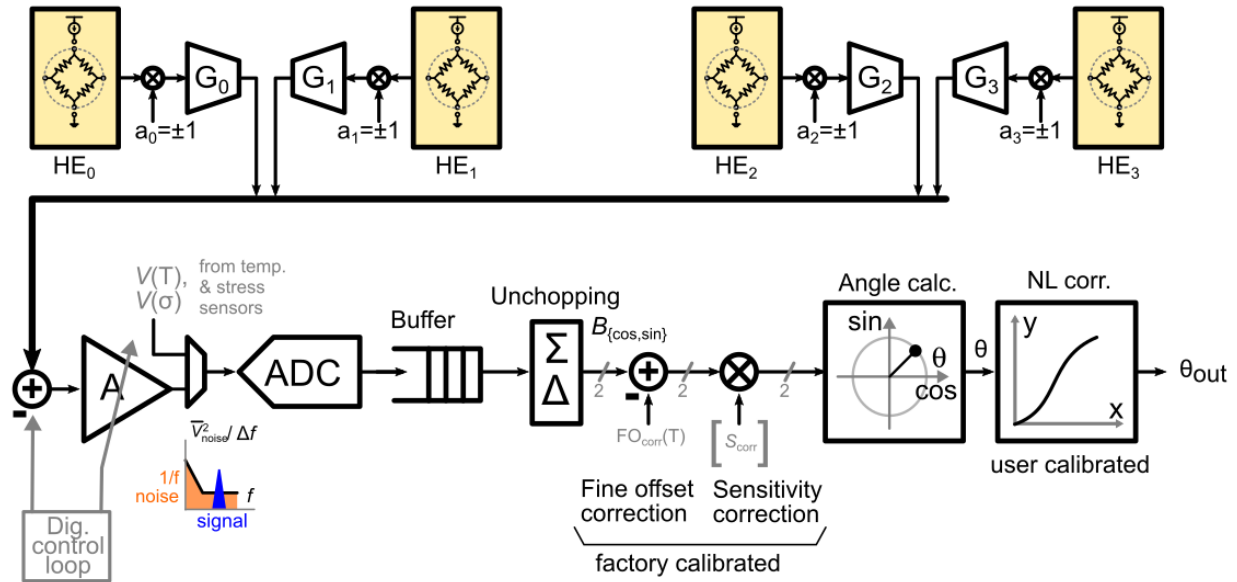 G₀
G₁
G₂
G₃
a₀=±1
a₁=±1
a₂=±1
a₃=±1
HE₀
HE₁
HE₂
HE₃
V(T),
V(σ)
from temp.
& stress
sensors
Unchopping
Angle calc.
NL corr.
Buffer
B{cos,sin}
+
-
A
ADC
Σ
Δ
2
+
-
2
2
sin
θ
cos
θ
y
x
θout
FOcorr(T)
[Scorr]
user calibrated
V̅²noise/ Δf
1/f
noise
f
signal
Dig.
control
loop
Fine offset
correction
Sensitivity
correction
factory calibrated